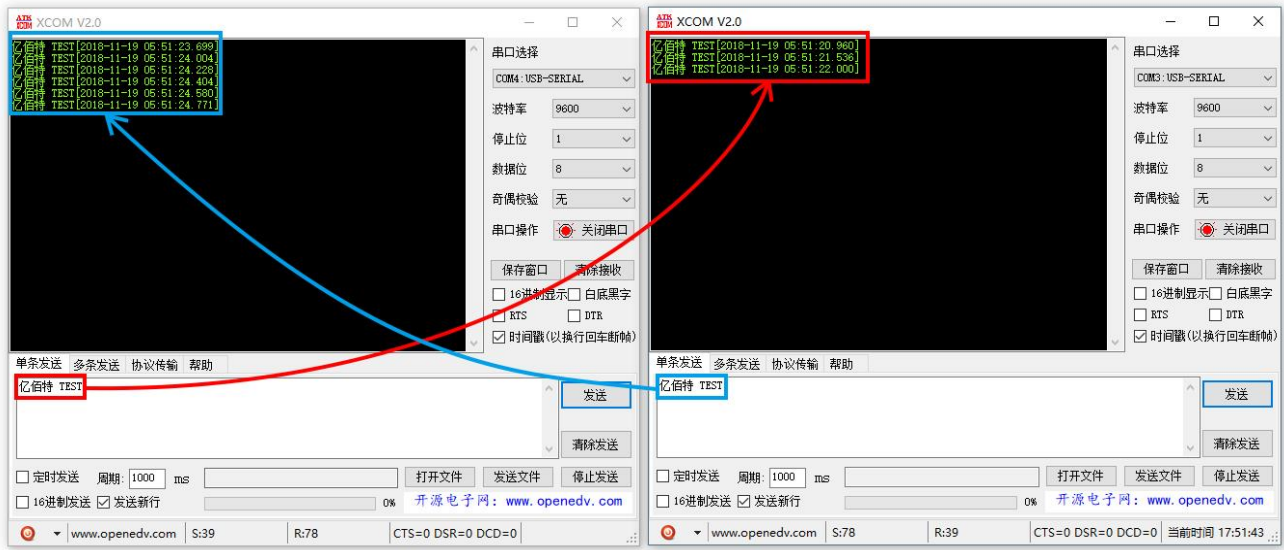 XCOM V2.0
亿佰特 TEST[2018-11-19 05:51:23.699]
亿佰特 TEST[2018-11-19 05:51:24.004]
亿佰特 TEST[2018-11-19 05:51:24.228]
亿佰特 TEST[2018-11-19 05:51:24.404]
亿佰特 TEST[2018-11-19 05:51:24.580]
亿佰特 TEST[2018-11-19 05:51:24.771]
串口选择
COM4:USB-SERIAL
波特率 9600
停止位 1
数据位 8
奇偶校验 无
串口操作 关闭串口
保存窗口 清除接收
16进制显示 白底黑字
RTS DTR
时间戳(以换行回车断帧)
单条发送 多条发送 协议传输 帮助
亿佰特 TEST
发送
清除发送
定时发送 周期: 1000 ms 打开文件 发送文件 停止发送
16进制发送 发送新行 0% 开源电子网: www.openedv.com
www.openedv.com S:39 R:78 CTS=0 DSR=0 DCD=0
ATK XCOM V2.0
亿佰特 TEST[2018-11-19 05:51:20.960]
亿佰特 TEST[2018-11-19 05:51:21.536]
亿佰特 TEST[2018-11-19 05:51:22.000]
串口选择
COM3:USB-SERIAL
波特率 9600
停止位 1
数据位 8
奇偶校验 无
串口操作 关闭串口
保存窗口 清除接收
16进制显示 白底黑字
RTS DTR
时间戳(以换行回车断帧)
单条发送 多条发送 协议传输 帮助
亿佰特 TEST
发送
清除发送
定时发送 周期: 1000 ms 打开文件 发送文件 停止发送
16进制发送 发送新行 0% 开源电子网: www.openedv.com
www.openedv.com S:78 R:39 CTS=0 DSR=0 DCD=0 当前时间 17:51:43